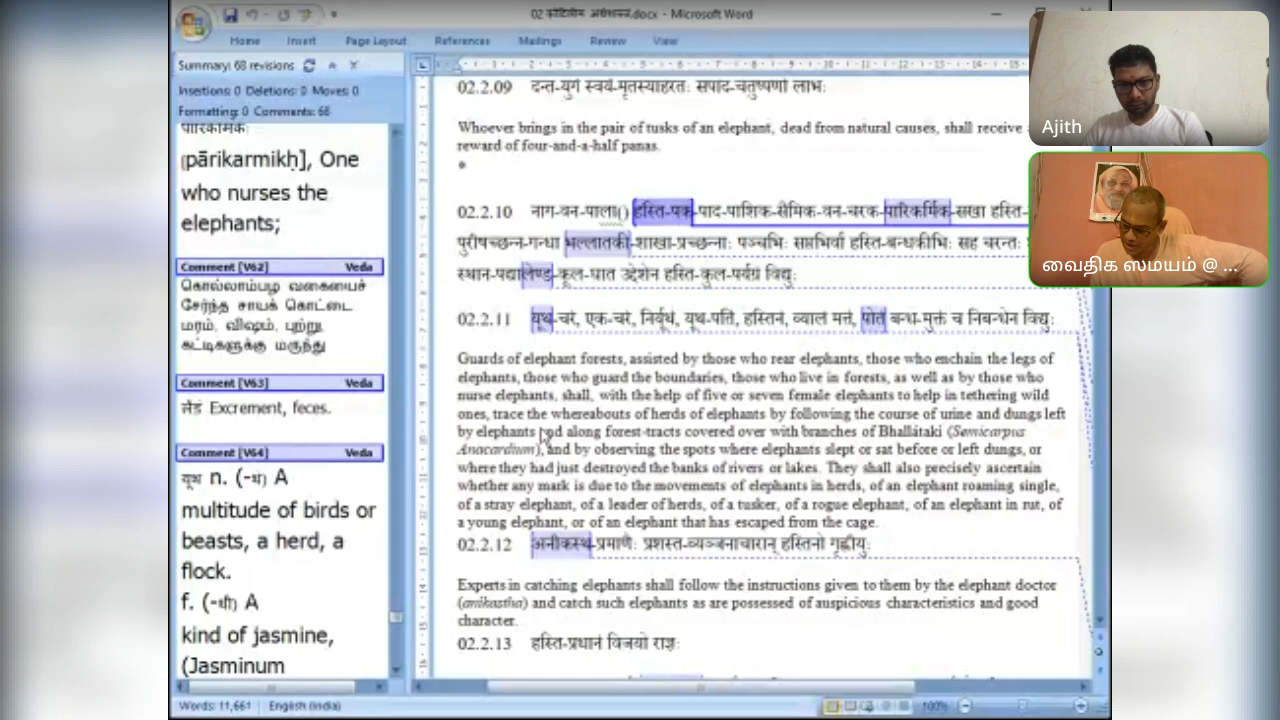 02 कौटिलीय अर्थशास्त्र.docx - Microsoft Word
Home Insert Page Layout References Mailings Review View
Summary: 68 revisions
Insertions: 0 Deletions: 0 Moves: 0
Formatting: 0 Comments: 68
[pārikarmikḥ], One
who nurses the
elephants;
Comment [V62] Veda
கொல்லாம்பழ வகையைச்
சேர்ந்த சாயக் கொட்டை
மரம், விஷம், புற்று,
கட்டிகளுக்கு மருந்து
Comment [V63] Veda
लेंड Excrement, feces.
Comment [V64] Veda
यूथ n. (-थं) A
multitude of birds or
beasts, a herd, a
flock.
f. (-थी) A
kind of jasmine,
(Jasminum
Words: 11,661 English (India)
02.2.09 दन्त-युगं स्वयं-मृतस्याहरतः सपाद-चतुष्पणो लाभः
Whoever brings in the pair of tusks of an elephant, dead from natural causes, shall receive
reward of four-and-a-half panas.
*
02.2.10 नाग-वन-पाला() हस्ति-पक-पाद-पाशिक-सैमिक-वन-चरक-पारिकर्मिक-सखा हस्ति-
पुरीषच्छन्न-गन्धा भल्लातकी-शाखा-प्रच्छन्नाः पञ्चभिः सप्तभिर्वा हस्ति-बन्धकीभिः सह चरन्तः
स्थान-पद्यालेण्ड-कूल-घात उद्देशेन हस्ति-कुल-पर्यग्रं विद्युः
02.2.11 यूथ-चरं, एक-चरं, निर्यूथं, यूथ-पतिं, हस्तिनं, व्यालं मत्तं, पोतं बन्ध-मुक्तं च निबन्धेन विद्युः
Guards of elephant forests, assisted by those who rear elephants, those who enchain the legs of
elephants, those who guard the boundaries, those who live in forests, as well as by those who
nurse elephants, shall, with the help of five or seven female elephants to help in tethering wild
ones, trace the whereabouts of herds of elephants by following the course of urine and dungs left
by elephants and along forest-tracts covered over with branches of Bhallátaki (Semicarpus
Anacardium), and by observing the spots where elephants slept or sat before or left dungs, or
where they had just destroyed the banks of rivers or lakes. They shall also precisely ascertain
whether any mark is due to the movements of elephants in herds, of an elephant roaming single,
of a stray elephant, of a leader of herds, of a tusker, of a rogue elephant, of an elephant in rut, of
a young elephant, or of an elephant that has escaped from the cage.
02.2.12 अनीकस्थ-प्रमाणैः प्रशस्त-व्यञ्जनाचारान् हस्तिनो गृह्णीयुः
Experts in catching elephants shall follow the instructions given to them by the elephant doctor
(anikastha) and catch such elephants as are possessed of auspicious characteristics and good
character.
02.2.13 हस्ति-प्रधानं विजयो राज्ञः
100%
Ajith
வைதிக ஸமயம் @ ...